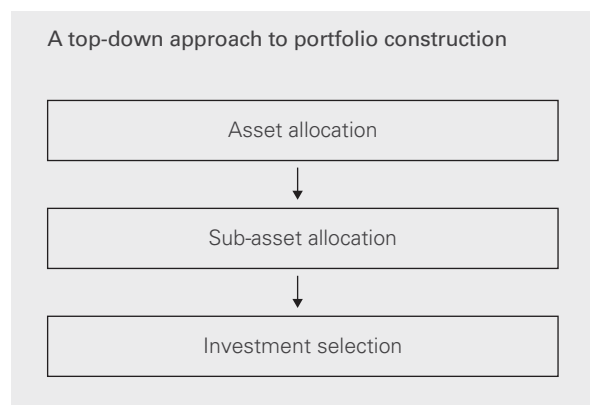 A top-down approach to portfolio construction
Asset allocation
Sub-asset allocation
Investment selection